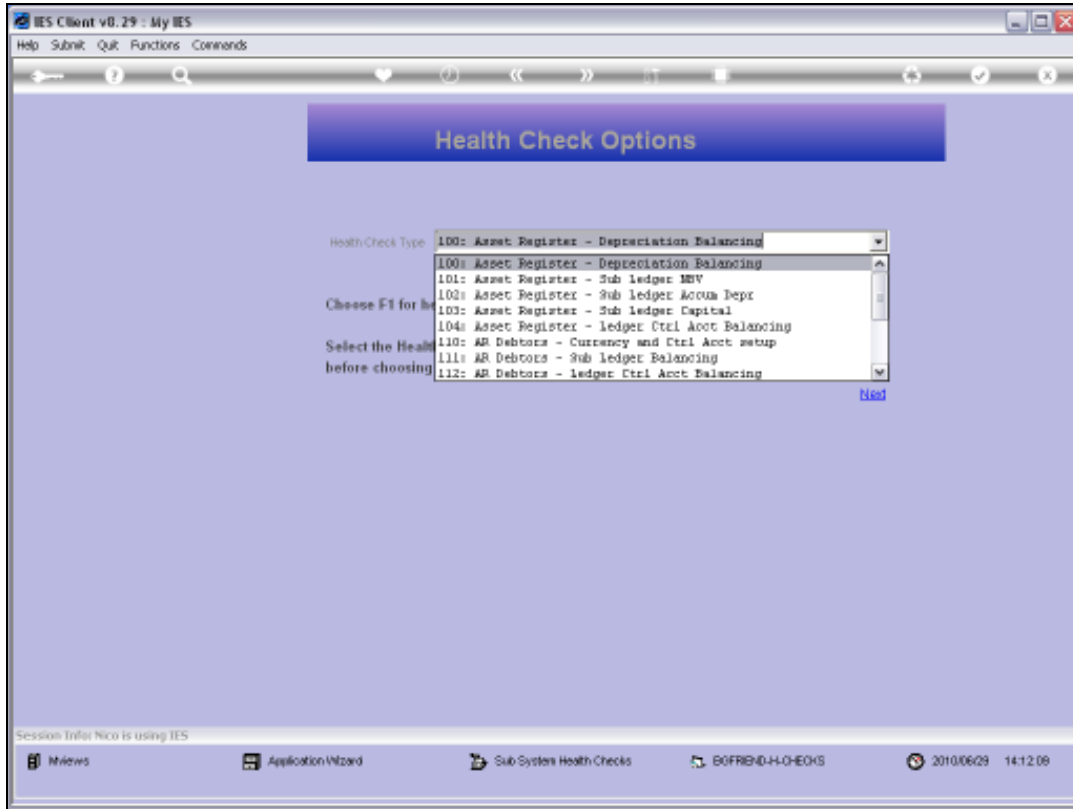 IES Client v8.29 : My IES
Help Submit Quit Functions Commands
Health Check Options
Health Check Type 100: Asset Register - Depreciation Balancing
100: Asset Register - Depreciation Balancing
101: Asset Register - Sub ledger NBV
102: Asset Register - Sub ledger Accum Depr
Choose F1 for he
103: Asset Register - Sub ledger Capital
104: Asset Register - ledger Ctrl Acct Balancing
Select the Healt
110: AR Debtors - Currency and Ctrl Acct setup
111: AR Debtors - Sub ledger Balancing
before choosing
112: AR Debtors - ledger Ctrl Acct Balancing
Next
Session Info: Nico is using IES
Mviews Application Wizard Sub System Health Checks BGFRIEND-H-CHECKS 2010/06/29 14:12:09